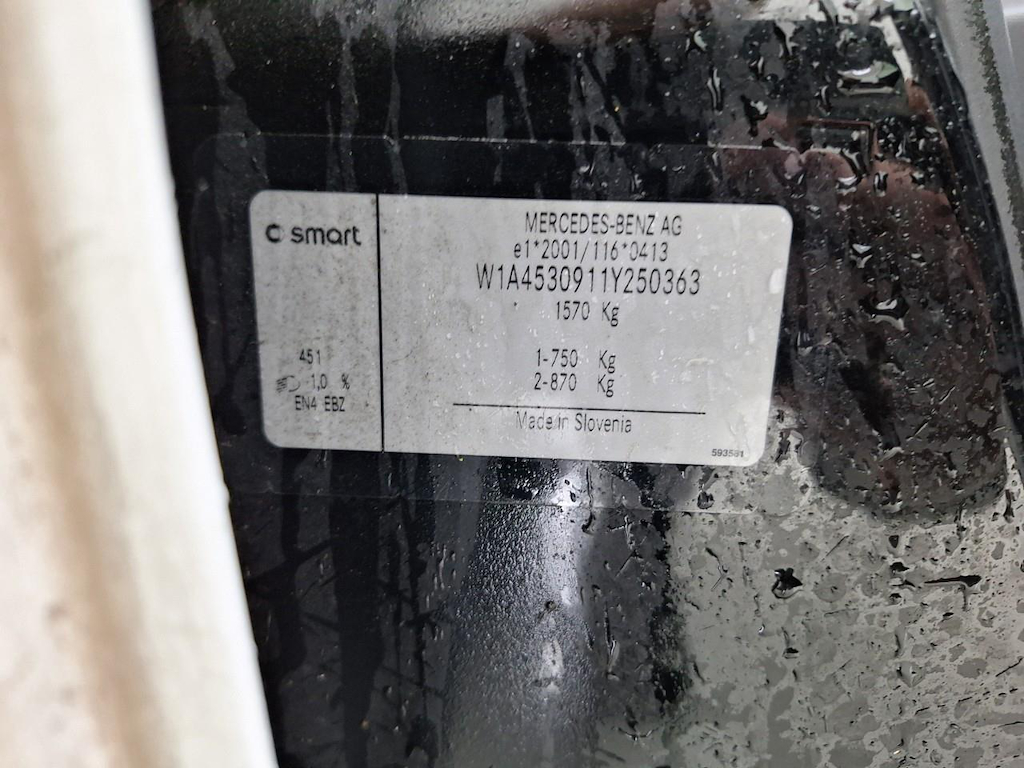 smart
451
1,0 %
EN4 EBZ
MERCEDES-BENZ AG
e1*2001/116*0413
W1A4530911Y250363
1570 Kg
1-750 Kg
2-870 Kg
Made in Slovenia
593581